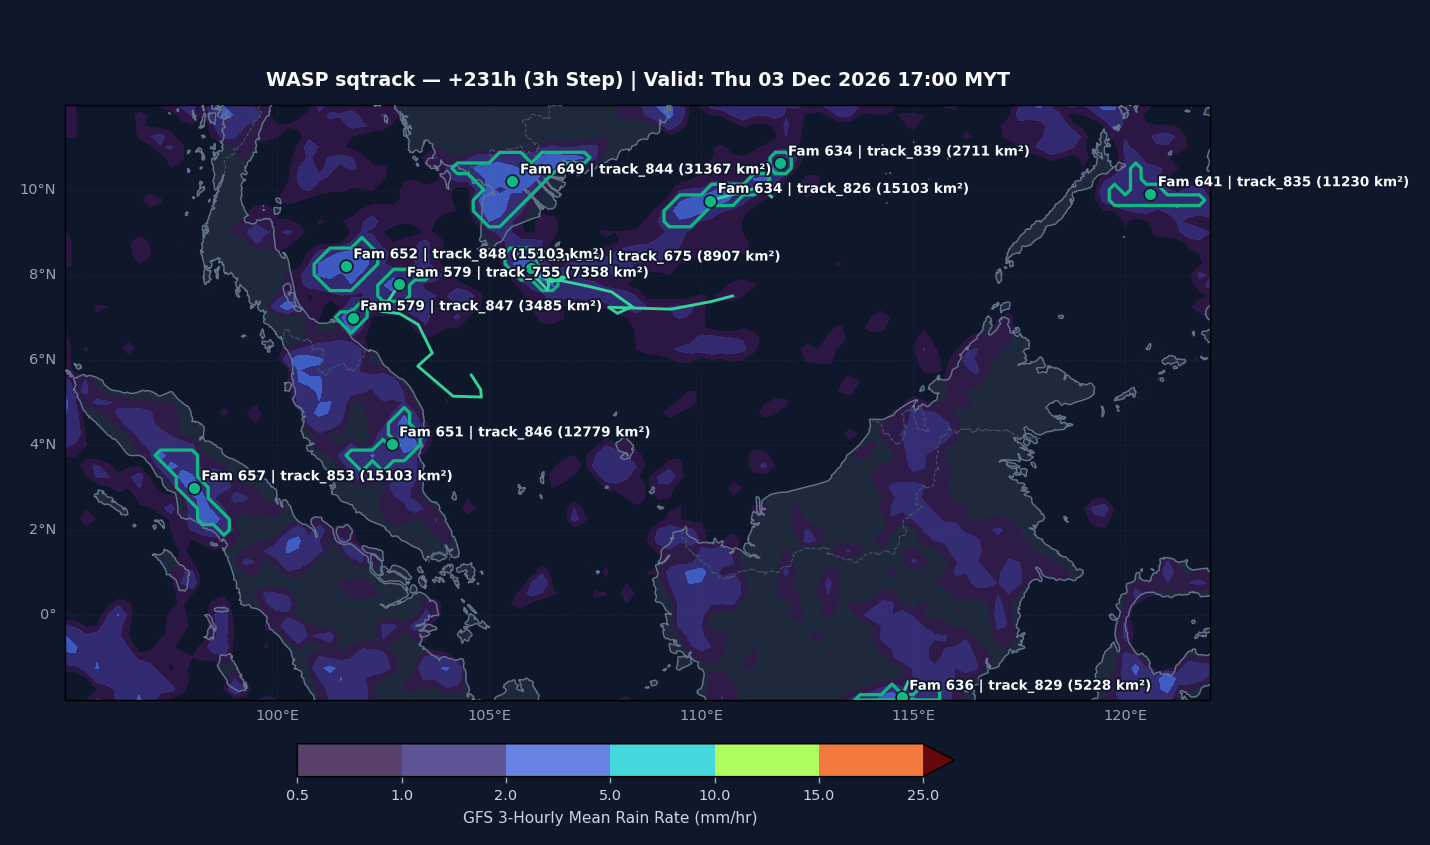 WASP sqtrack — +231h (3h Step) | Valid: Thu 03 Dec 2026 17:00 MYT
Fam 634 | track_839 (2711 km²)
Fam 649 | track_844 (31367 km²)
Fam 641 | track_835 (11230 km²)
Fam 634 | track_826 (15103 km²)
10°N
Fam 652 | track_848 (15103 km²)
| track_675 (8907 km²)
8°N
Fam 579 | track_755 (7358 km²)
Fam 579 | track_847 (3485 km²)
6°N
4°N
Fam 651 | track_846 (12779 km²)
Fam 657 | track_853 (15103 km²)
2°N
0°
Fam 636 | track_829 (5228 km²)
100°E 105°E 110°E 115°E 120°E
0.5 1.0 2.0 5.0 10.0 15.0 25.0
GFS 3-Hourly Mean Rain Rate (mm/hr)